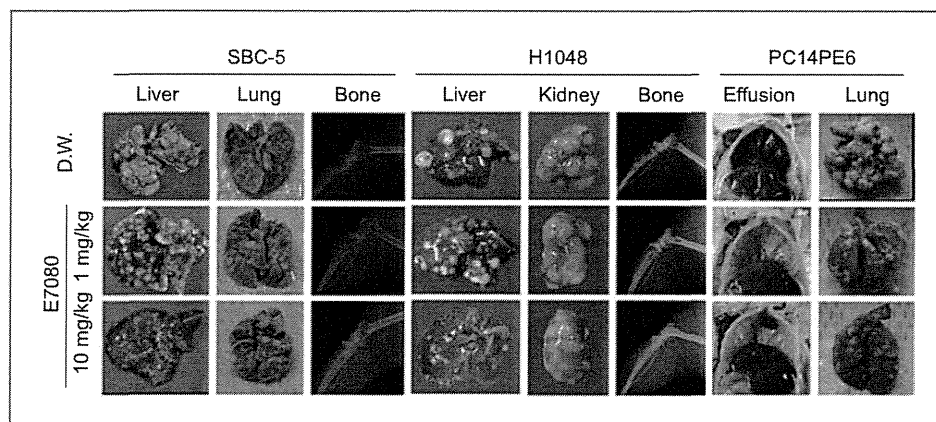 SBC-5 H1048 PC14PE6
Liver Lung Bone Liver Kidney Bone Effusion Lung
D.W.
E7080
1 mg/kg
10 mg/kg